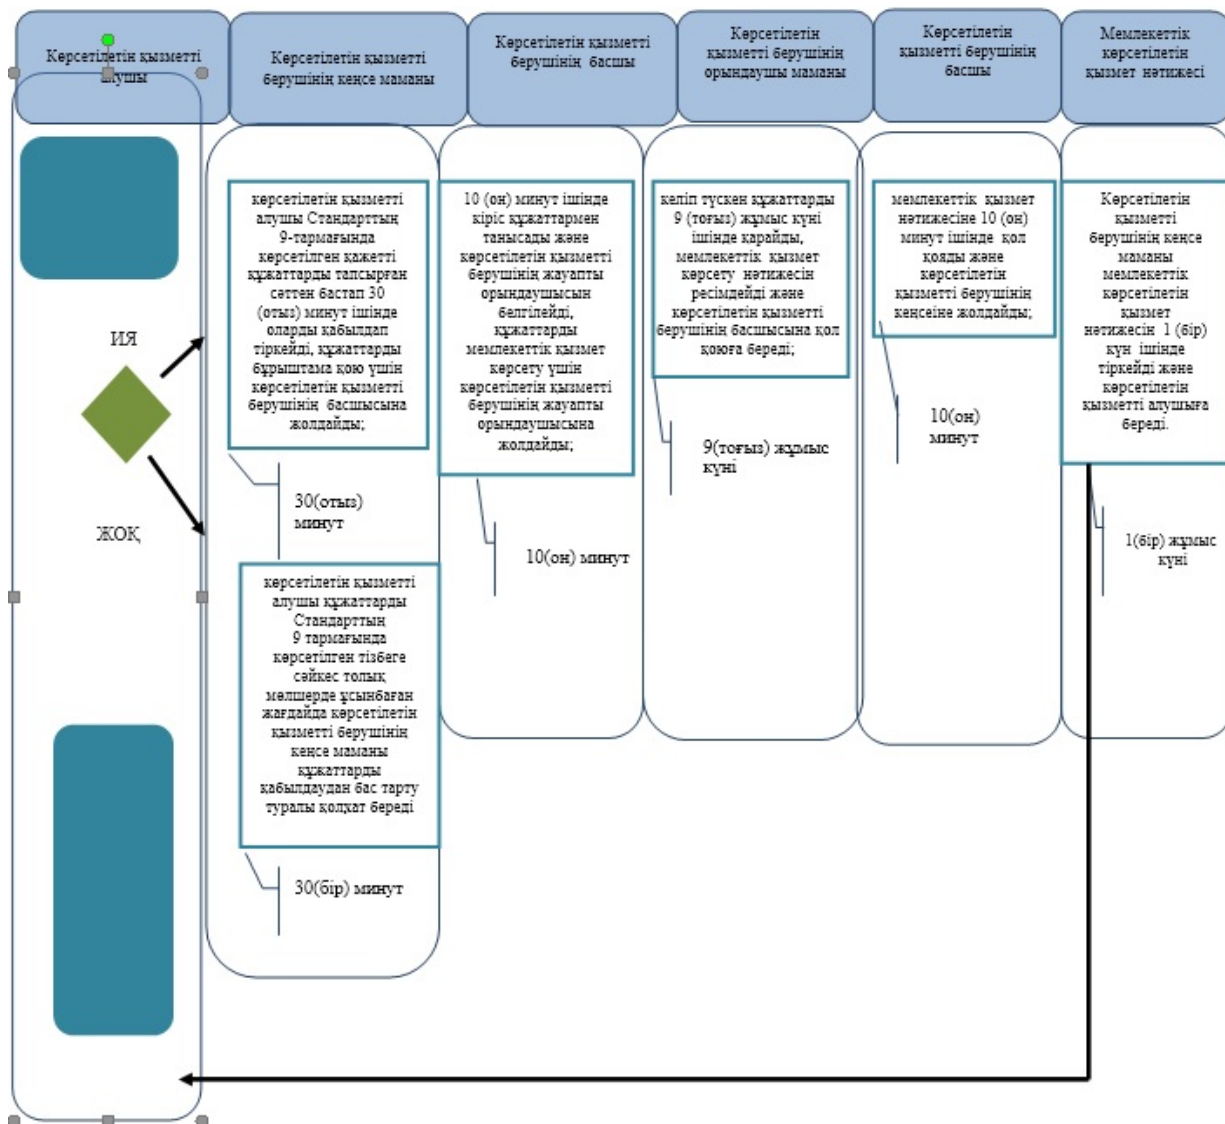 Көрсетілетін қызметті
алушы
Көрсетілетін қызметті
берушінің кеңсе маманы
Көрсетілетін қызметті
берушінің басшы
Көрсетілетін
қызметті берушінің
орындаушы маманы
Көрсетілетін
қызметті берушінің
басшы
Мемлекеттік
көрсетілетін
қызмет нәтижесі
ИЯ
ЖОҚ
көрсетілетін қызметті
алушы Стандарттың
9-тармағында
көрсетілген қажетті
құжаттарды тапсырған
сәттен бастап 30
(отыз) минут ішінде
оларды қабылдап
тіркейді, құжаттарды
бұрыштама қою үшін
көрсетілетін қызметті
берушінің басшысына
жолдайды;
30(отыз)
минут
көрсетілетін қызметті
алушы құжаттарды
Стандарттың
9 тармағында
көрсетілген тізбеге
сәйкес толық
мөлшерде ұсынбаған
жағдайда көрсетілетін
қызметті берушінің
кеңсе маманы
құжаттарды
қабылдаудан бас тарту
туралы қолхат береді
30(бір) минут
10 (он) минут ішінде
кіріс құжаттармен
танысады және
көрсетілетін қызметті
берушінің жауапты
орындаушысын
белгілейді,
құжаттарды
мемлекеттік қызмет
көрсету үшін
көрсетілетін қызметті
берушінің жауапты
орындаушысына
жолдайды;
10(он) минут
келіп түскен құжаттарды
9 (тоғыз) жұмыс күні
ішінде қарайды,
мемлекеттік қызмет
көрсету нәтижесін
ресімдейді және
көрсетілетін қызметті
берушінің басшысына қол
қоюға береді;
9(тоғыз) жұмыс
күні
мемлекеттік қызмет
нәтижесіне 10 (он)
минут ішінде қол
қояды және
көрсетілетін
қызметті берушінің
кеңсеіне жолдайды;
10(он)
минут
Көрсетілетін
қызметті
берушінің кеңсе
маманы
мемлекеттік
көрсетілетін
қызмет
нәтижесін 1 (бір)
күн ішінде
тіркейді және
көрсетілетін
қызметті алушыға
береді.
1(бір) жұмыс
күні